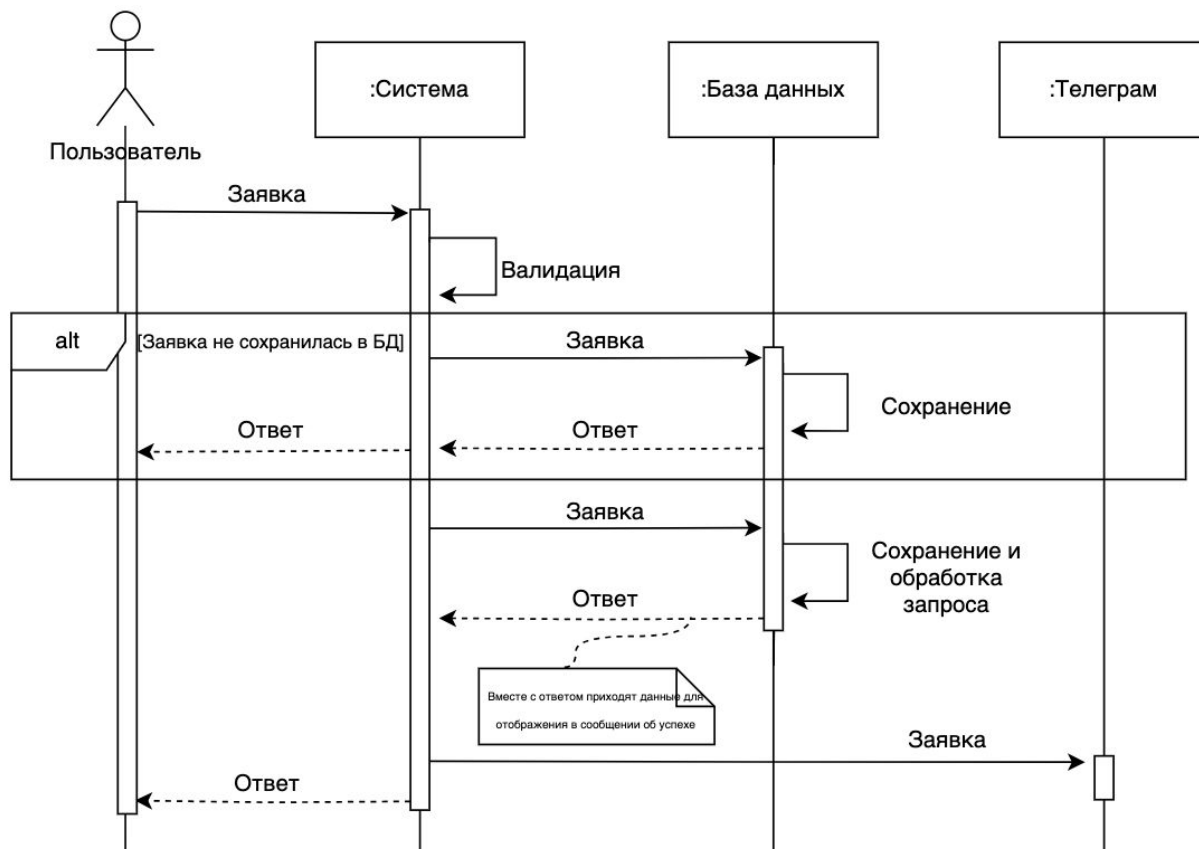 :Система
:База данных
:Телеграм
Пользователь
Заявка
Валидация
alt
[Заявка не сохранилась в БД]
Заявка
Сохранение
Ответ
Ответ
Заявка
Сохранение и
обработка
запроса
Ответ
Вместе с ответом приходят данные для
отображения в сообщении об успехе
Заявка
Ответ